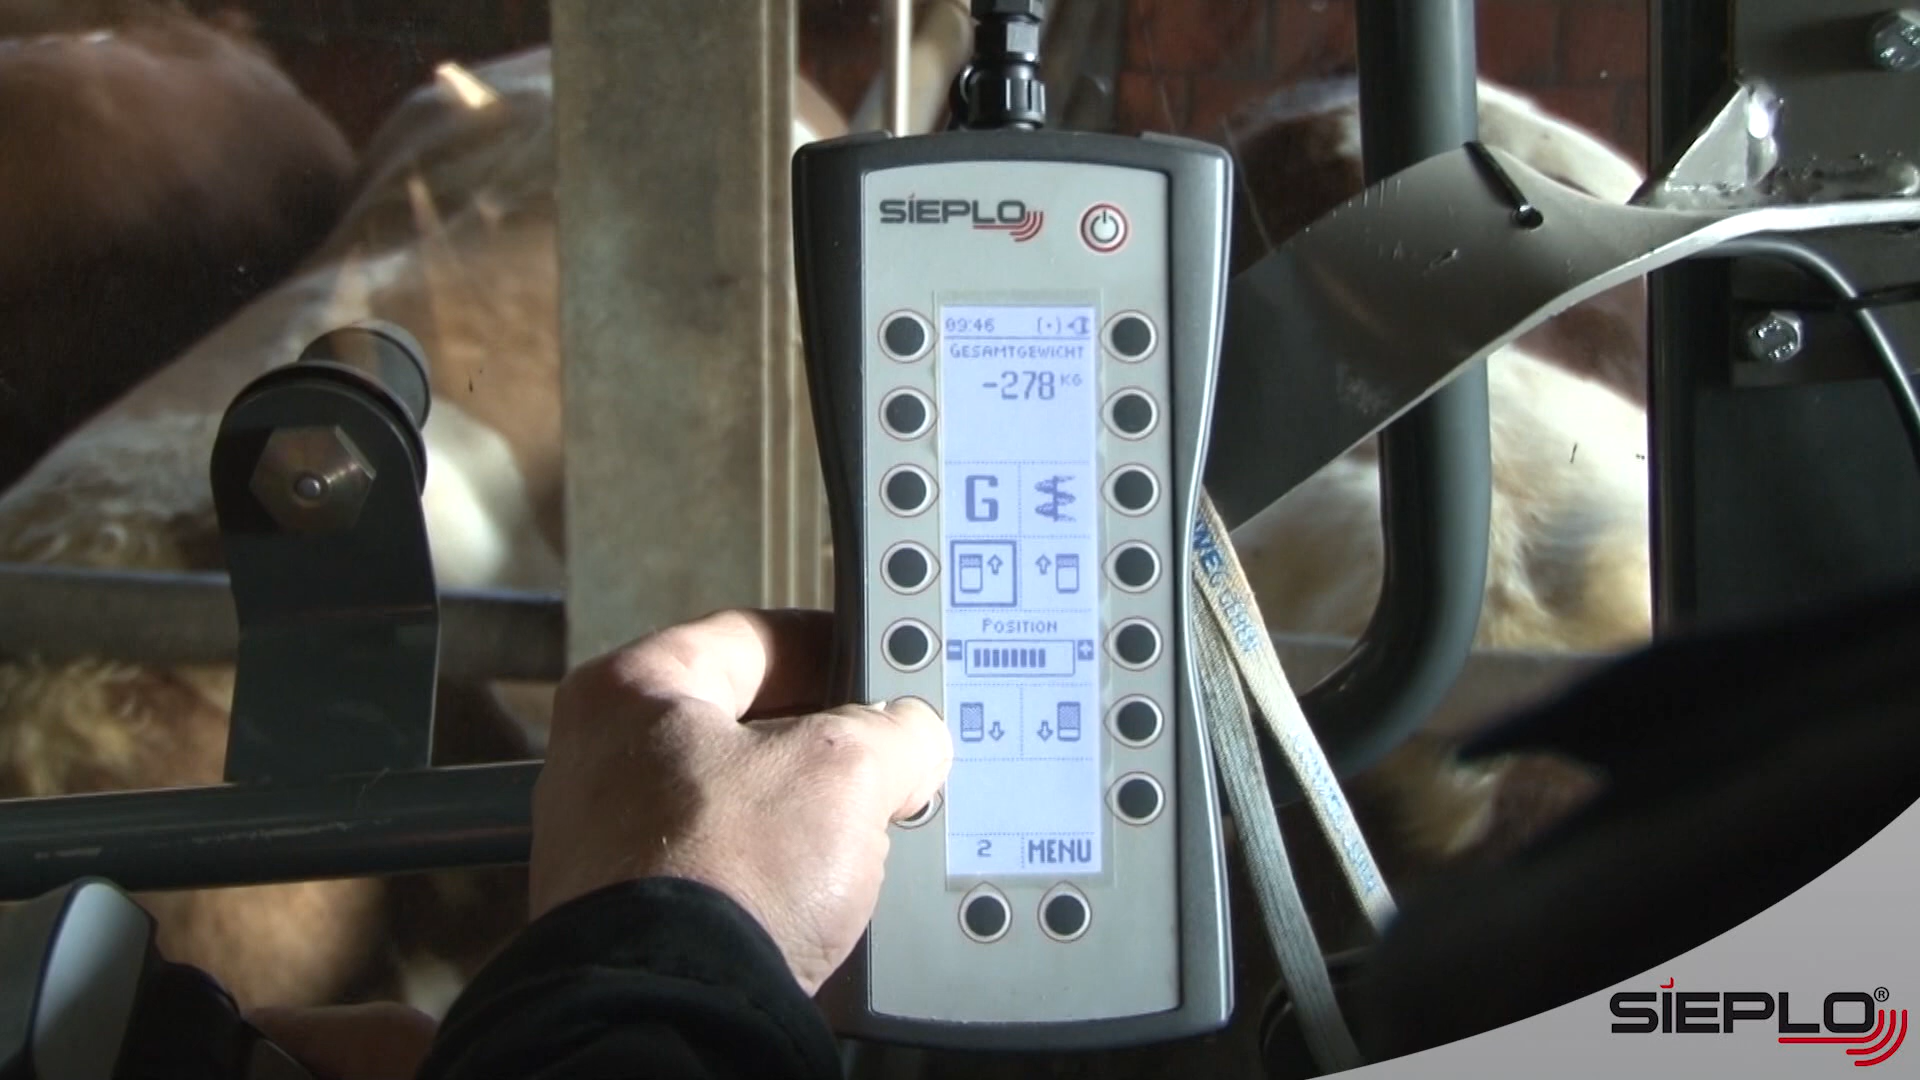 SIEPLO
09:46
GESAMTGEWICHT
-278 KG
G
POSITION
- +
2 MENU
SIEPLO®